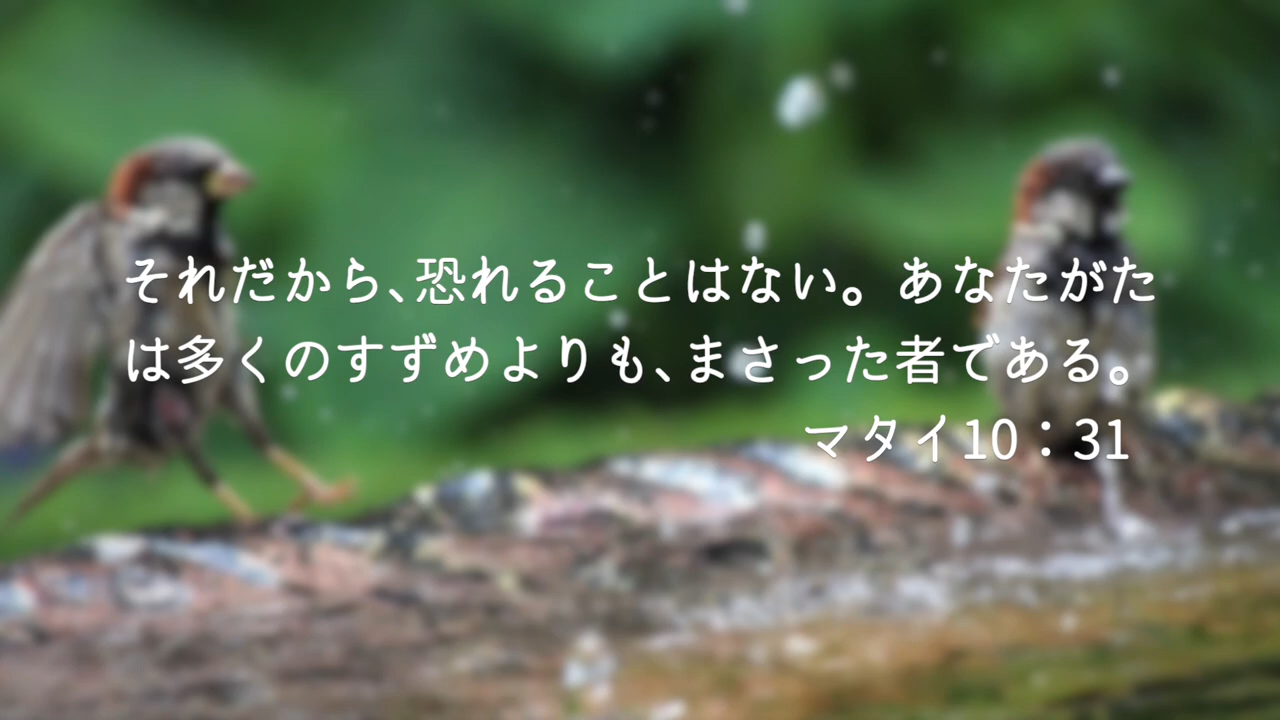 それだから、恐れることはない。あなたがた
は多くのすずめよりも、まさった者である。
マタイ10：31